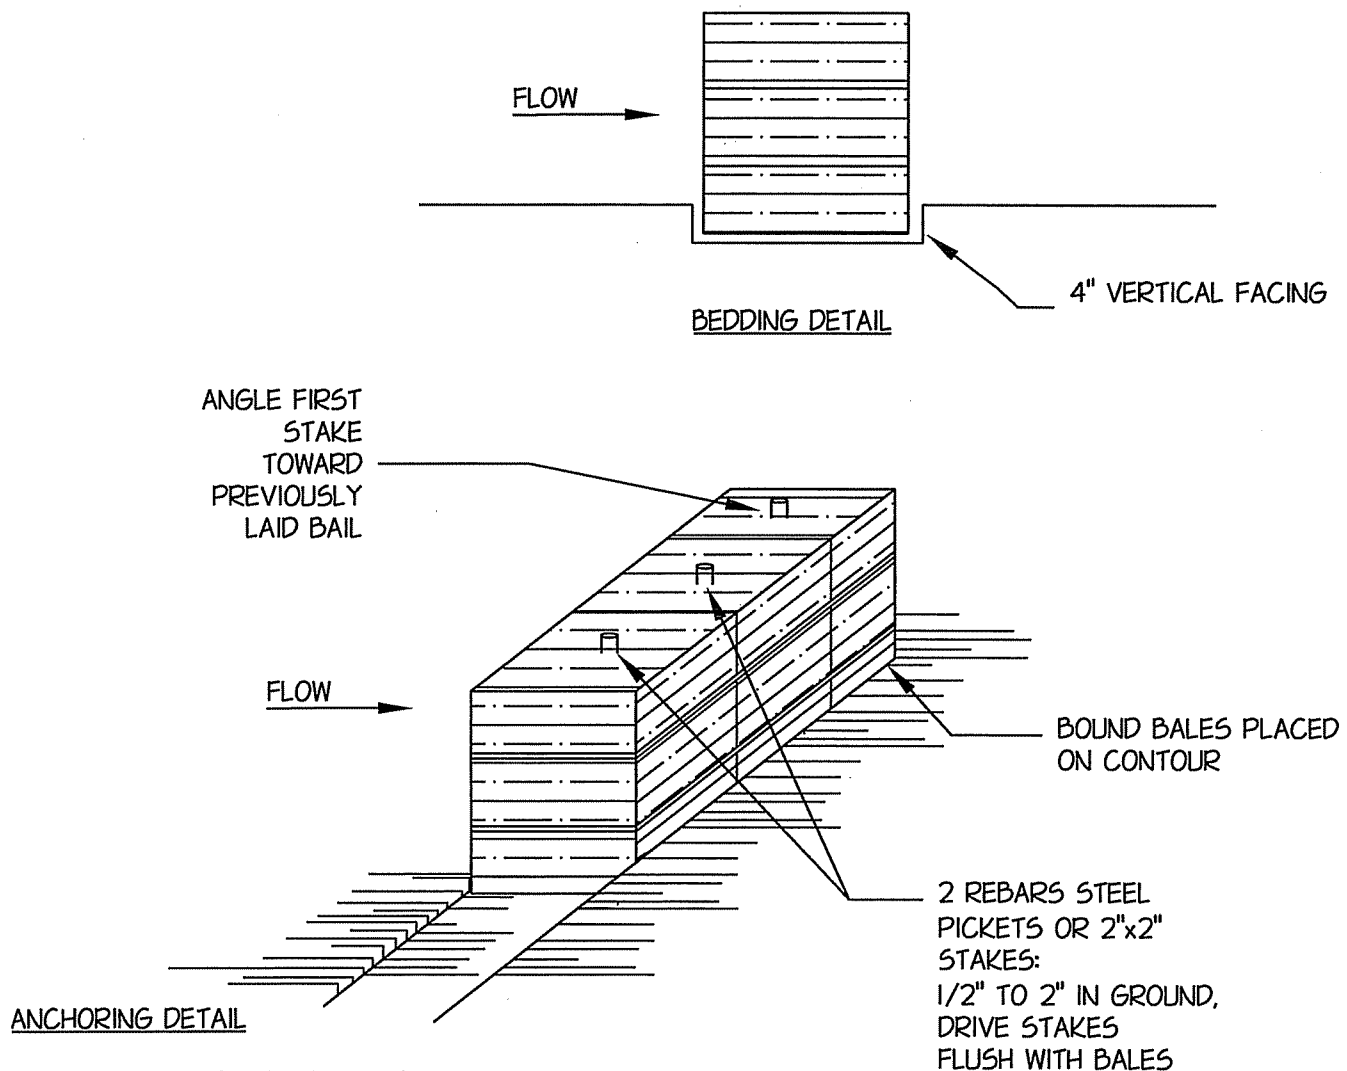 FLOW
4" VERTICAL FACING
BEDDING DETAIL
ANGLE FIRST
STAKE
TOWARD
PREVIOUSLY
LAID BAIL
FLOW
BOUND BALES PLACED
ON CONTOUR
2 REBARS STEEL
PICKETS OR 2"x2"
STAKES:
1/2" TO 2" IN GROUND,
DRIVE STAKES
FLUSH WITH BALES
ANCHORING DETAIL